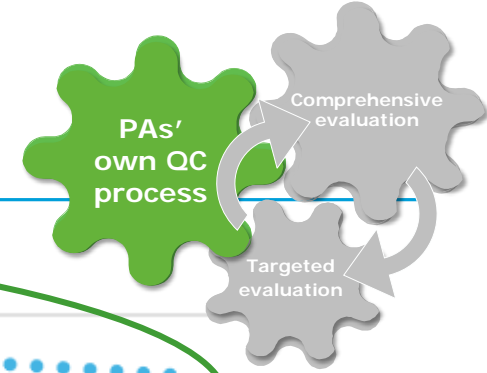 PAs’
own QC
process
Comprehensive
evaluation
Targeted
evaluation